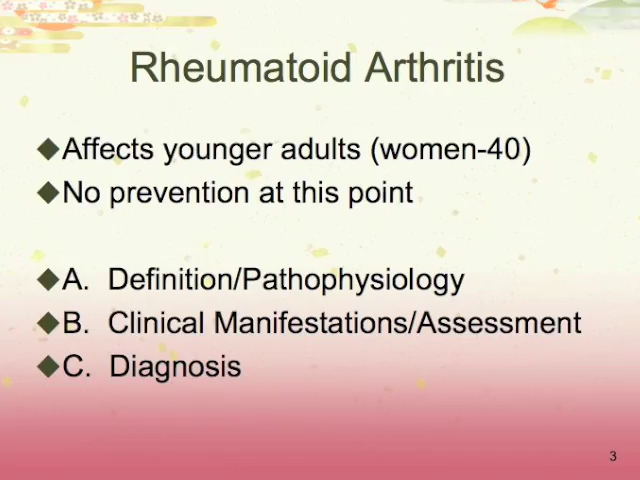 Rheumatoid Arthritis
◆Affects younger adults (women-40)
◆No prevention at this point
◆A. Definition/Pathophysiology
◆B. Clinical Manifestations/Assessment
◆C. Diagnosis
3